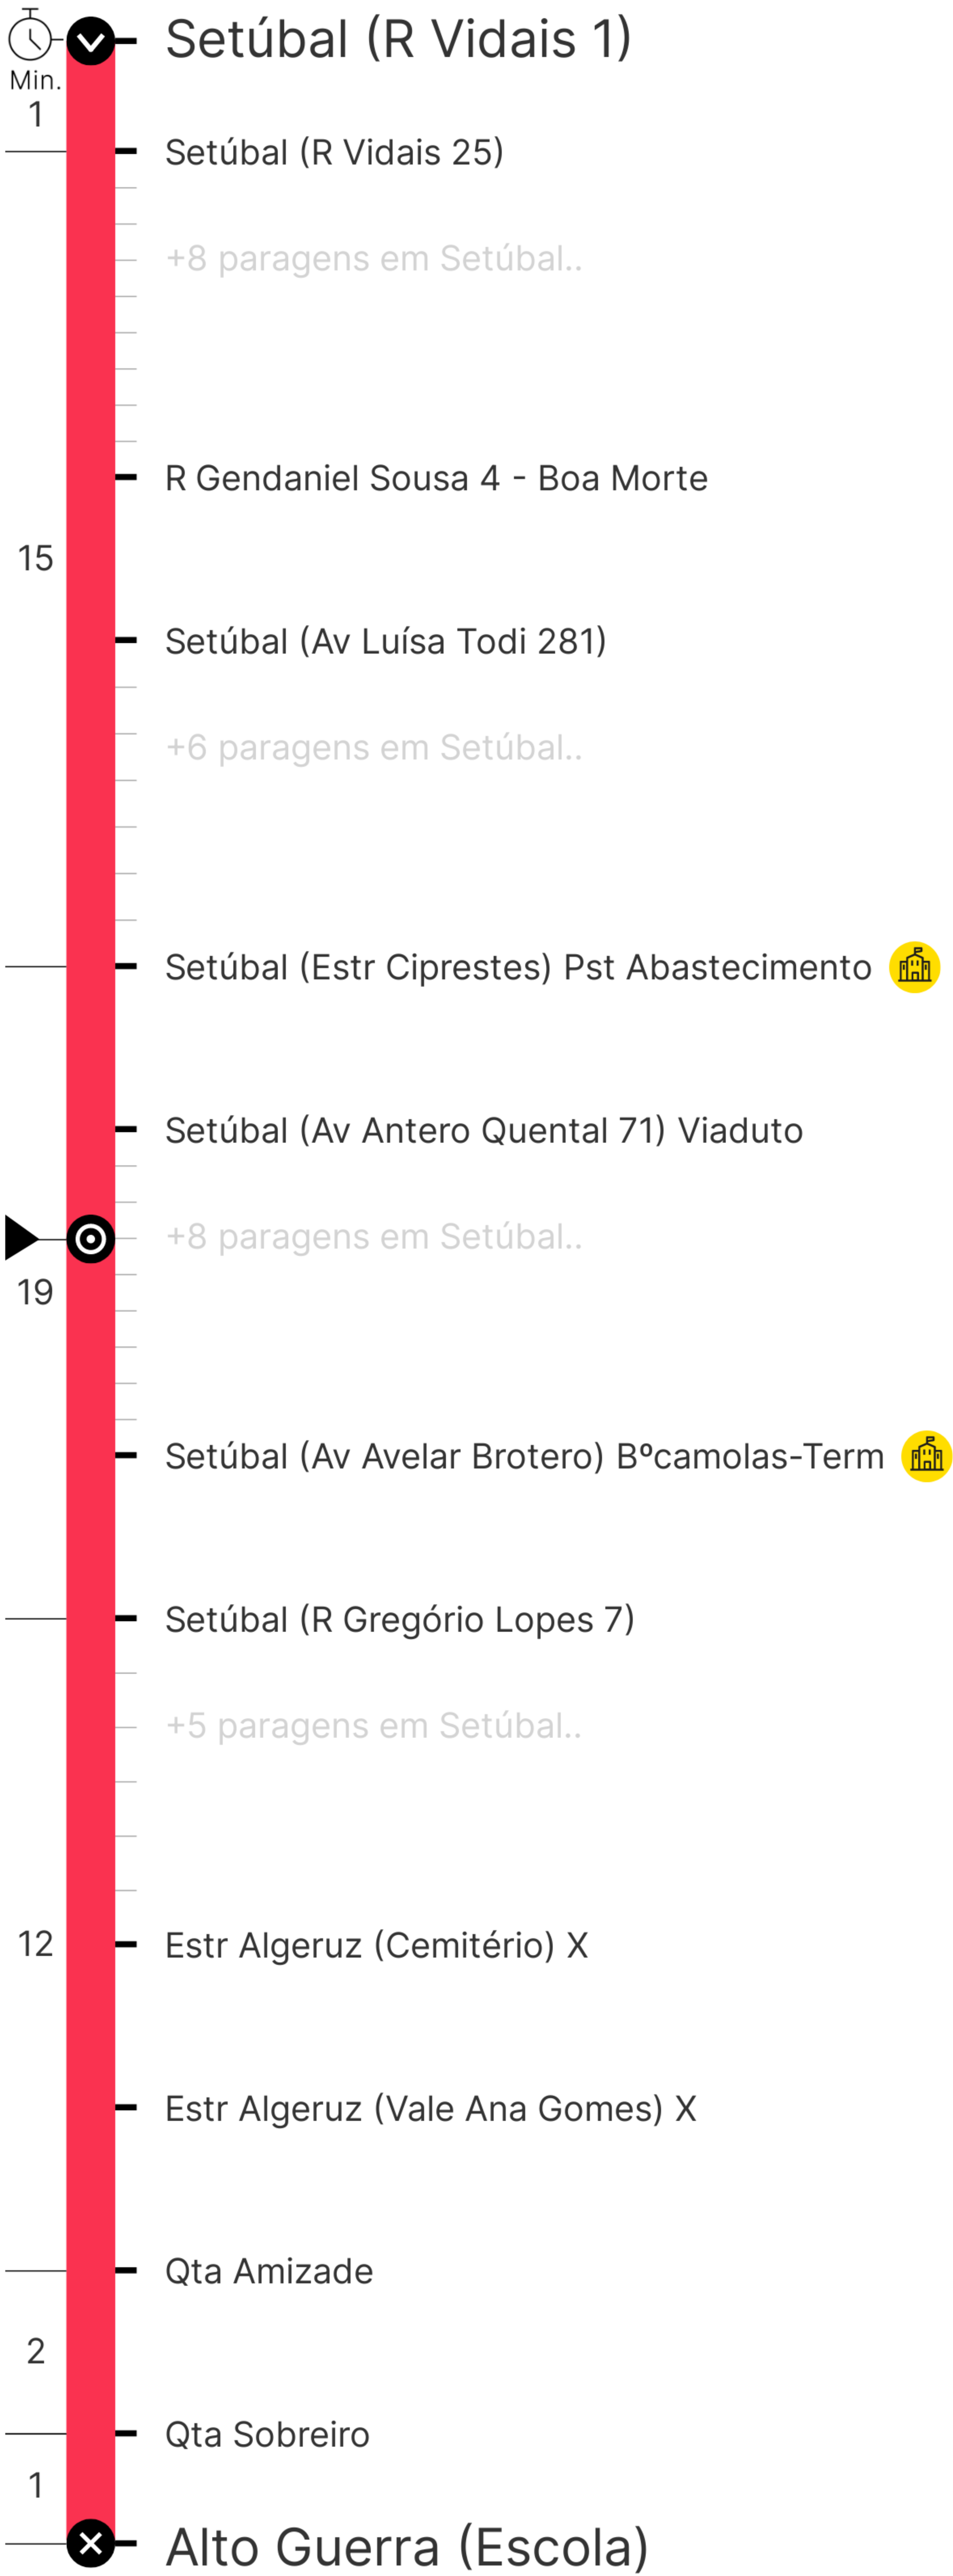 Setúbal (R Vidais 1)
Min.
1
Setúbal (R Vidais 25)
+8 paragens em Setúbal..
R Gendaniel Sousa 4 - Boa Morte
15
Setúbal (Av Luísa Todi 281)
+6 paragens em Setúbal..
Setúbal (Estr Ciprestes) Pst Abastecimento
Setúbal (Av Antero Quental 71) Viaduto
+8 paragens em Setúbal..
19
Setúbal (Av Avelar Brotero) Bºcamolas-Term
Setúbal (R Gregório Lopes 7)
+5 paragens em Setúbal..
12
Estr Algeruz (Cemitério) X
Estr Algeruz (Vale Ana Gomes) X
Qta Amizade
2
Qta Sobreiro
1
Alto Guerra (Escola)